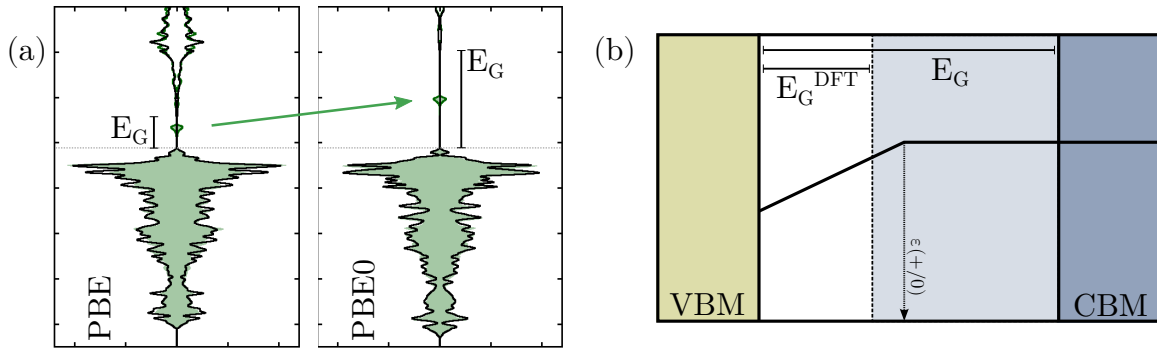 (a)
E_G
PBE
E_G
PBE0
(b)
E_G^DFT
E_G
ε(+/0)
VBM
CBM